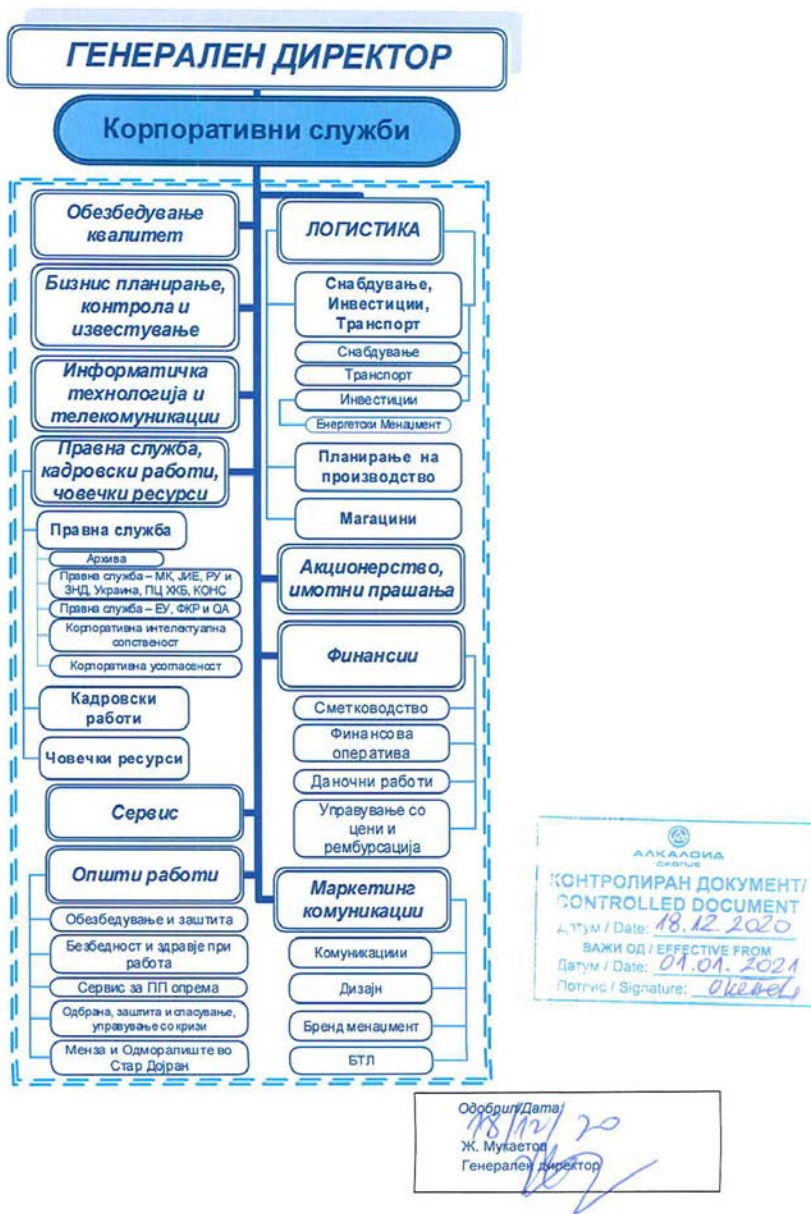 ГЕНЕРАЛЕН ДИРЕКТОР
Корпоративни служби
Обезбедување
квалитет
Бизнис планирање,
контрола и
известување
Информатичка
технологија и
телекомуникации
Правна служба,
кадровски работи,
човечки ресурси
Правна служба
Архива
Правна служба – МК, ЈИЕ, РУ и
ЗНД, Украина, ПЦ ХКБ, КОНС
Правна служба – ЕУ, ФКР и QA
Корпоративна интелектуална
сопственост
Корпоративна усогласеност
Кадровски
работи
Човечки ресурси
Сервис
Општи работи
Обезбедување и заштита
Безбедност и здравје при
работа
Сервис за ПП опрема
Одбрана, заштита и спасување,
управување со кризи
Менза и Одморалиште во
Стар Дојран
ЛОГИСТИКА
Снабдување,
Инвестиции,
Транспорт
Снабдување
Транспорт
Инвестиции
Енергетски Менаџмент
Планирање на
производство
Магацини
Акционерство,
имотни прашања
Финансии
Сметководство
Финансова
оператива
Даночни работи
Управување со
цени и
рембурсација
Маркетинг
комуникации
Комуникациии
Дизајн
Бренд менаџмент
БТЛ
АЛКАЛОИД
СКОПЈЕ
КОНТРОЛИРАН ДОКУМЕНТ/
CONTROLLED DOCUMENT
Датум / Date: 18.12.2020
ВАЖИ ОД / EFFECTIVE FROM
Датум / Date: 01.01.2021
Потпис / Signature:
Одобрил/Дата:
18/12/20
Ж. Мукаетов
Генерален директор